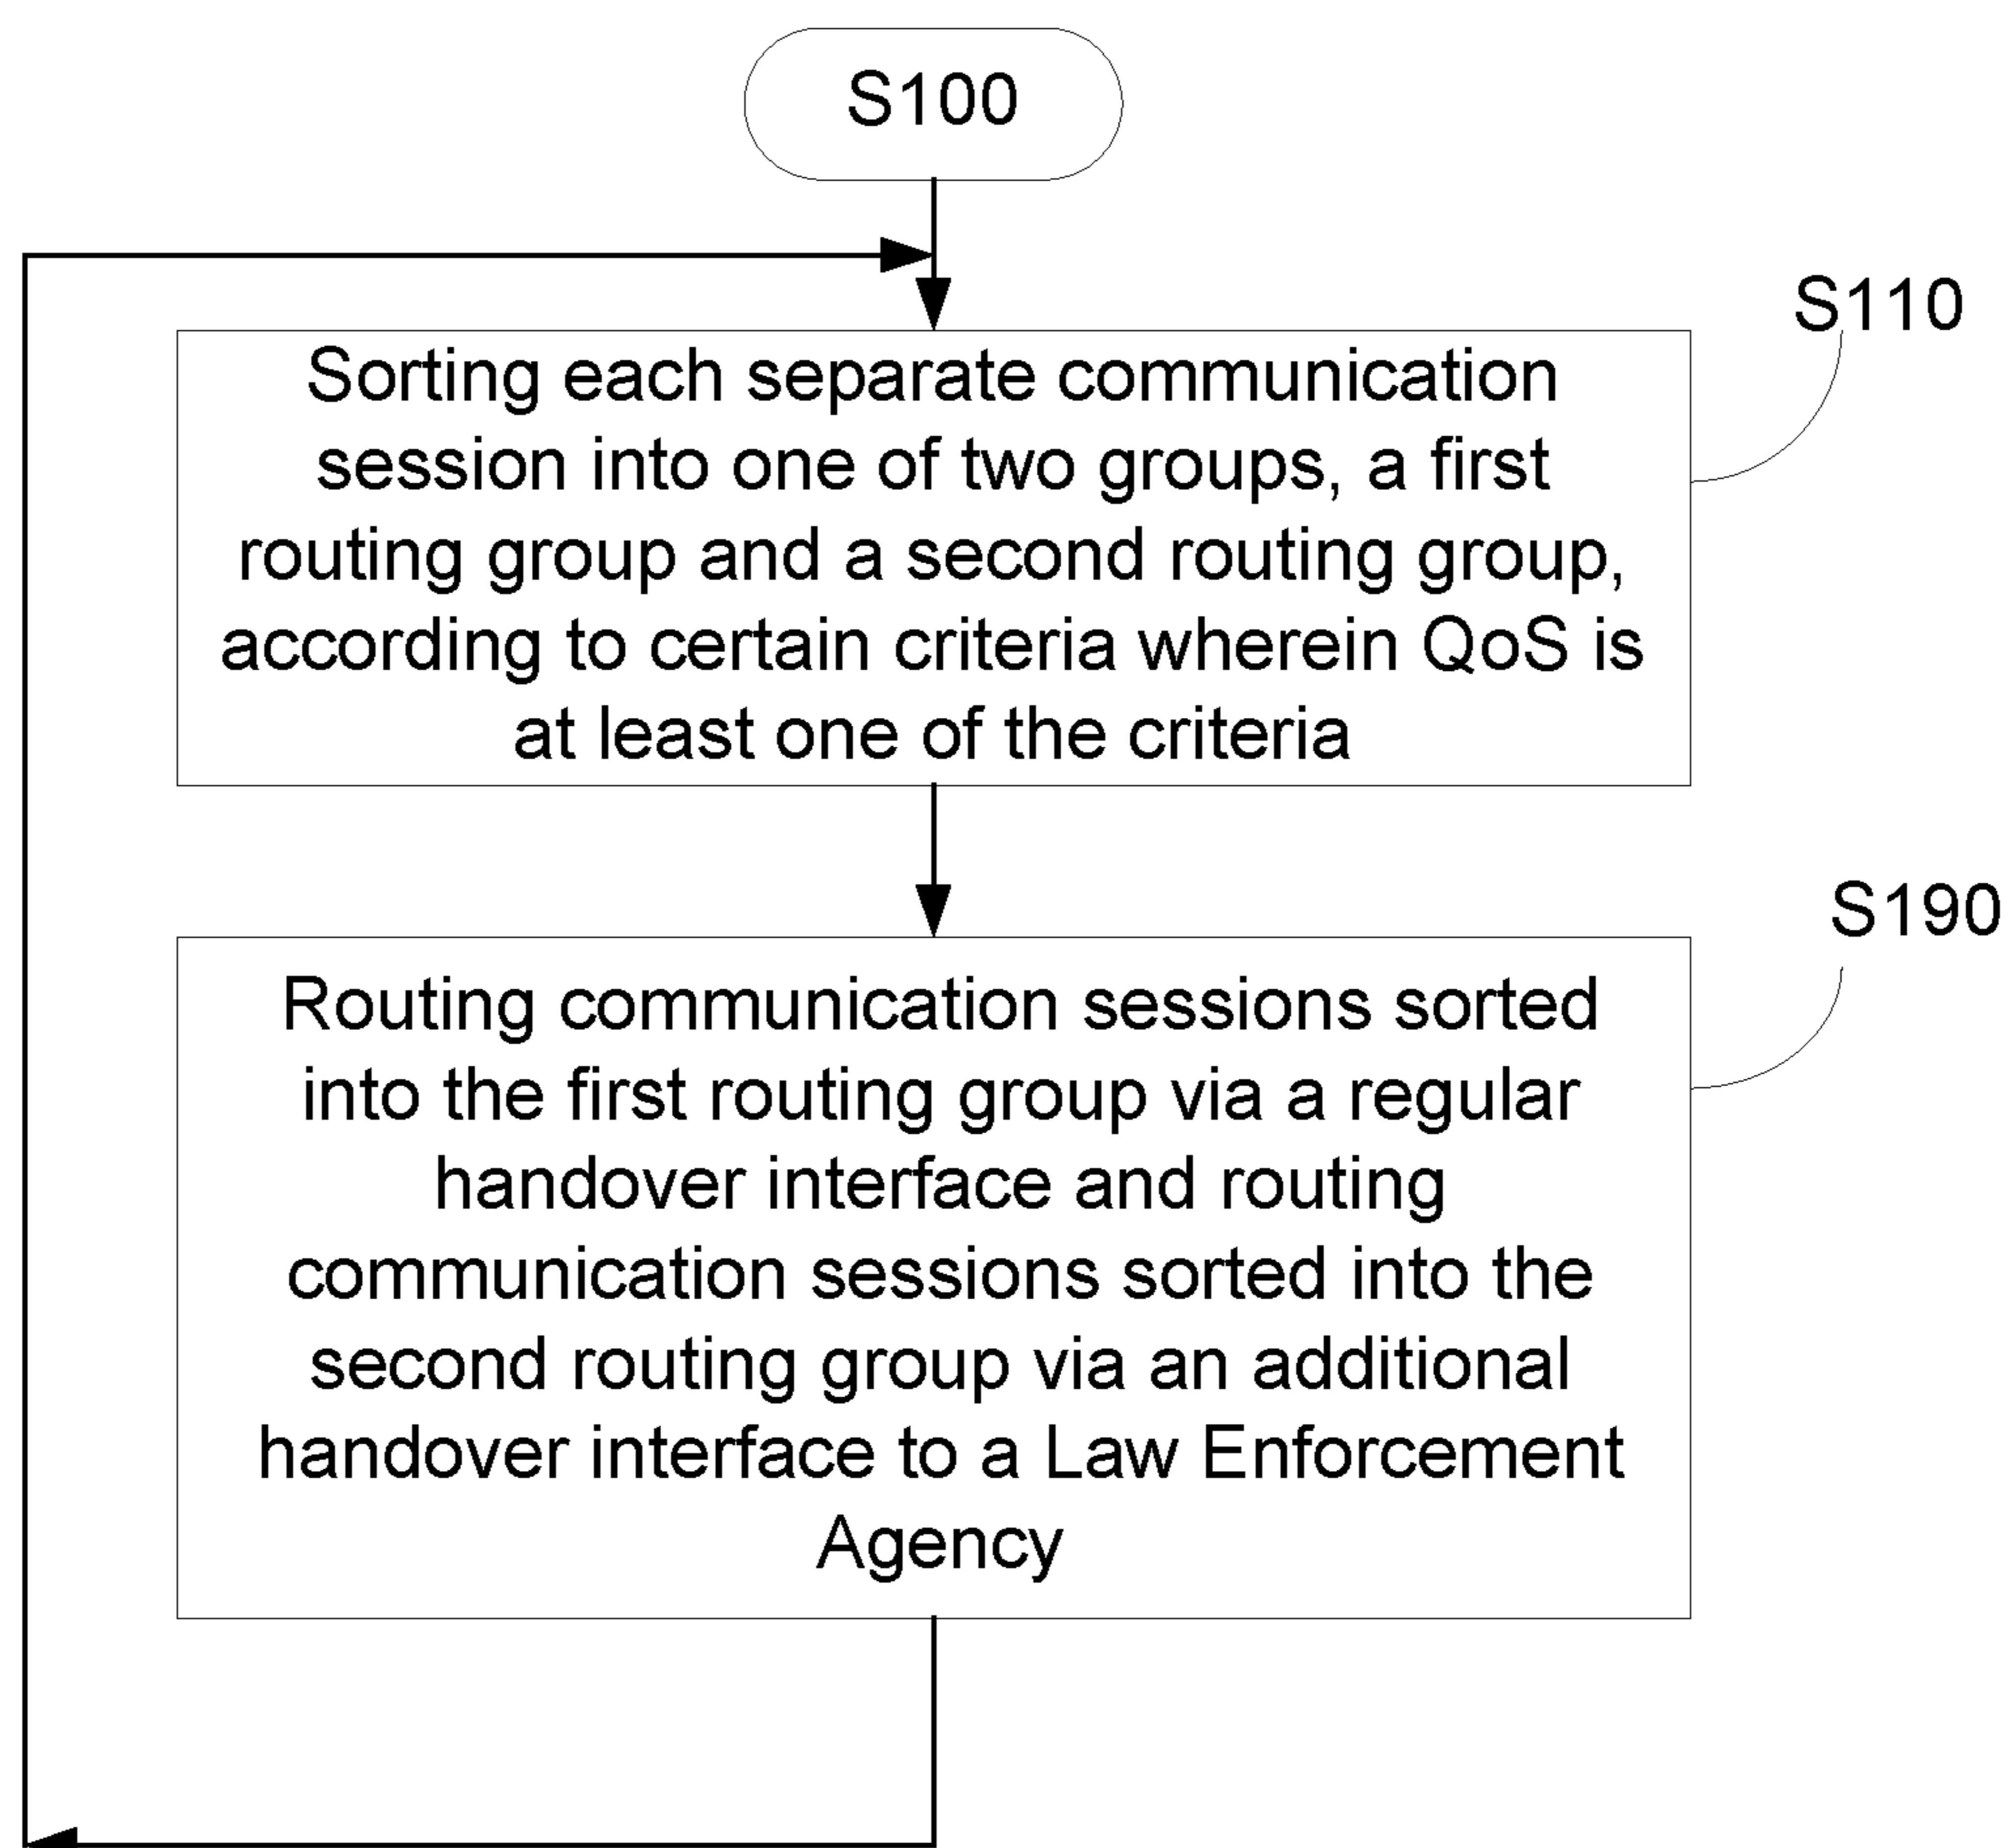 S100
S110
Sorting each separate communication
session into one of two groups, a first
routing group and a second routing group,
according to certain criteria wherein QoS is
at least one of the criteria
S190
Routing communication sessions sorted
into the first routing group via a regular
handover interface and routing
communication sessions sorted into the
second routing group via an additional
handover interface to a Law Enforcement
Agency